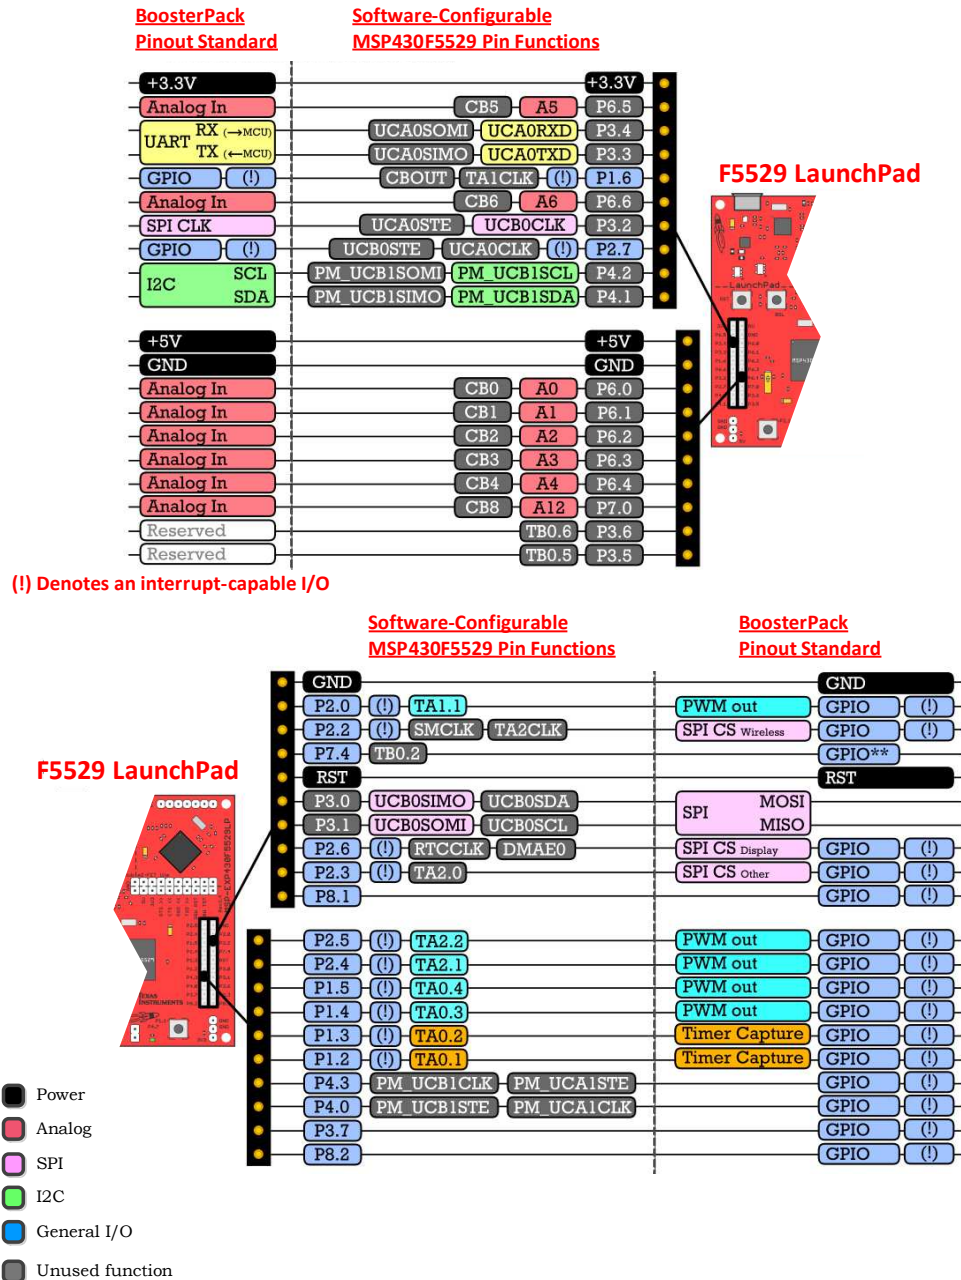 BoosterPack Software-Configurable
Pinout Standard MSP430F5529 Pin Functions
+3.3V +3.3V
Analog In CB5 A5 P6.5
UART RX (→MCU) UCA0SOMI UCA0RXD P3.4
TX (←MCU) UCA0SIMO UCA0TXD P3.3
GPIO (!) CBOUT TA1CLK (!) P1.6
Analog In CB6 A6 P6.6
SPI CLK UCA0STE UCB0CLK P3.2
GPIO (!) UCB0STE UCA0CLK (!) P2.7
I2C SCL PM_UCB1SOMI PM_UCB1SCL P4.2
SDA PM_UCB1SIMO PM_UCB1SDA P4.1
F5529 LaunchPad
LaunchPad
+5V +5V
GND GND
Analog In CB0 A0 P6.0
Analog In CB1 A1 P6.1
Analog In CB2 A2 P6.2
Analog In CB3 A3 P6.3
Analog In CB4 A4 P6.4
Analog In CB8 A12 P7.0
Reserved TB0.6 P3.6
Reserved TB0.5 P3.5
(!) Denotes an interrupt-capable I/O
Software-Configurable BoosterPack
MSP430F5529 Pin Functions Pinout Standard
GND GND
P2.0 (!) TA1.1 PWM out GPIO (!)
P2.2 (!) SMCLK TA2CLK SPI CS Wireless GPIO (!)
P7.4 TB0.2 GPIO**
RST RST
P3.0 UCB0SIMO UCB0SDA SPI MOSI
P3.1 UCB0SOMI UCB0SCL MISO
P2.6 (!) RTCCLK DMAE0 SPI CS Display GPIO (!)
P2.3 (!) TA2.0 SPI CS Other GPIO (!)
P8.1 GPIO (!)
F5529 LaunchPad
MSP-EXP430F5529LP
TEXAS
INSTRUMENTS
P2.5 (!) TA2.2 PWM out GPIO (!)
P2.4 (!) TA2.1 PWM out GPIO (!)
P1.5 (!) TA0.4 PWM out GPIO (!)
P1.4 (!) TA0.3 PWM out GPIO (!)
P1.3 (!) TA0.2 Timer Capture GPIO (!)
P1.2 (!) TA0.1 Timer Capture GPIO (!)
P4.3 PM_UCB1CLK PM_UCA1STE GPIO (!)
P4.0 PM_UCB1STE PM_UCA1CLK GPIO (!)
P3.7 GPIO (!)
P8.2 GPIO (!)
Power
Analog
SPI
I2C
General I/O
Unused function